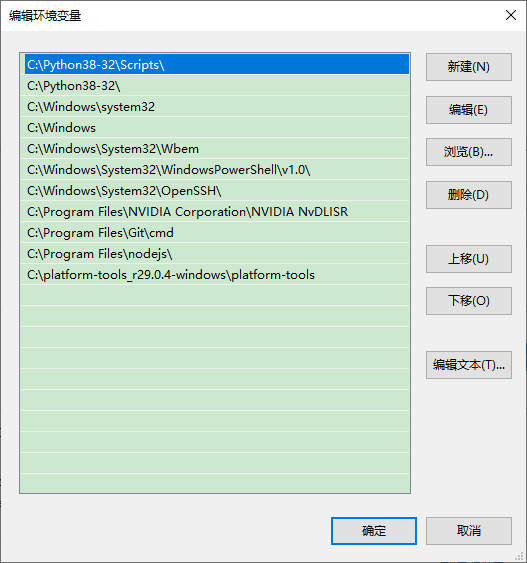 编辑环境变量
C:\Python38-32\Scripts\
C:\Python38-32\
C:\Windows\system32
C:\Windows
C:\Windows\System32\Wbem
C:\Windows\System32\WindowsPowerShell\v1.0\
C:\Windows\System32\OpenSSH\
C:\Program Files\NVIDIA Corporation\NVIDIA NvDLISR
C:\Program Files\Git\cmd
C:\Program Files\nodejs\
C:\platform-tools_r29.0.4-windows\platform-tools
新建(N)
编辑(E)
浏览(B)...
删除(D)
上移(U)
下移(O)
编辑文本(T)...
确定
取消